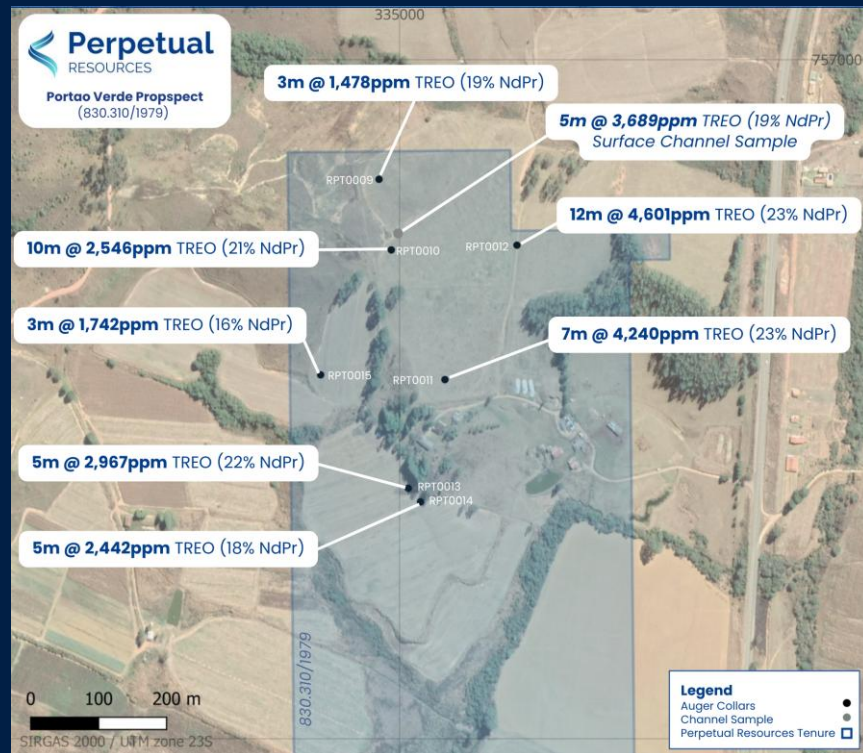 335000
757000
Perpetual
RESOURCES
Portao Verde Propspect
(830.310/1979)
3m @ 1,478ppm TREO (19% NdPr)
5m @ 3,689ppm TREO (19% NdPr)
Surface Channel Sample
RPT0009
12m @ 4,601ppm TREO (23% NdPr)
10m @ 2,546ppm TREO (21% NdPr)
RPT0010
RPT0012
3m @ 1,742ppm TREO (16% NdPr)
7m @ 4,240ppm TREO (23% NdPr)
RPT0015
RPT0011
5m @ 2,967ppm TREO (22% NdPr)
RPT0013
RPT0014
5m @ 2,442ppm TREO (18% NdPr)
830.310/1979
0 100 200 m
SIRGAS 2000 / UTM zone 23S
Legend
Auger Collars
Channel Sample
Perpetual Resources Tenure